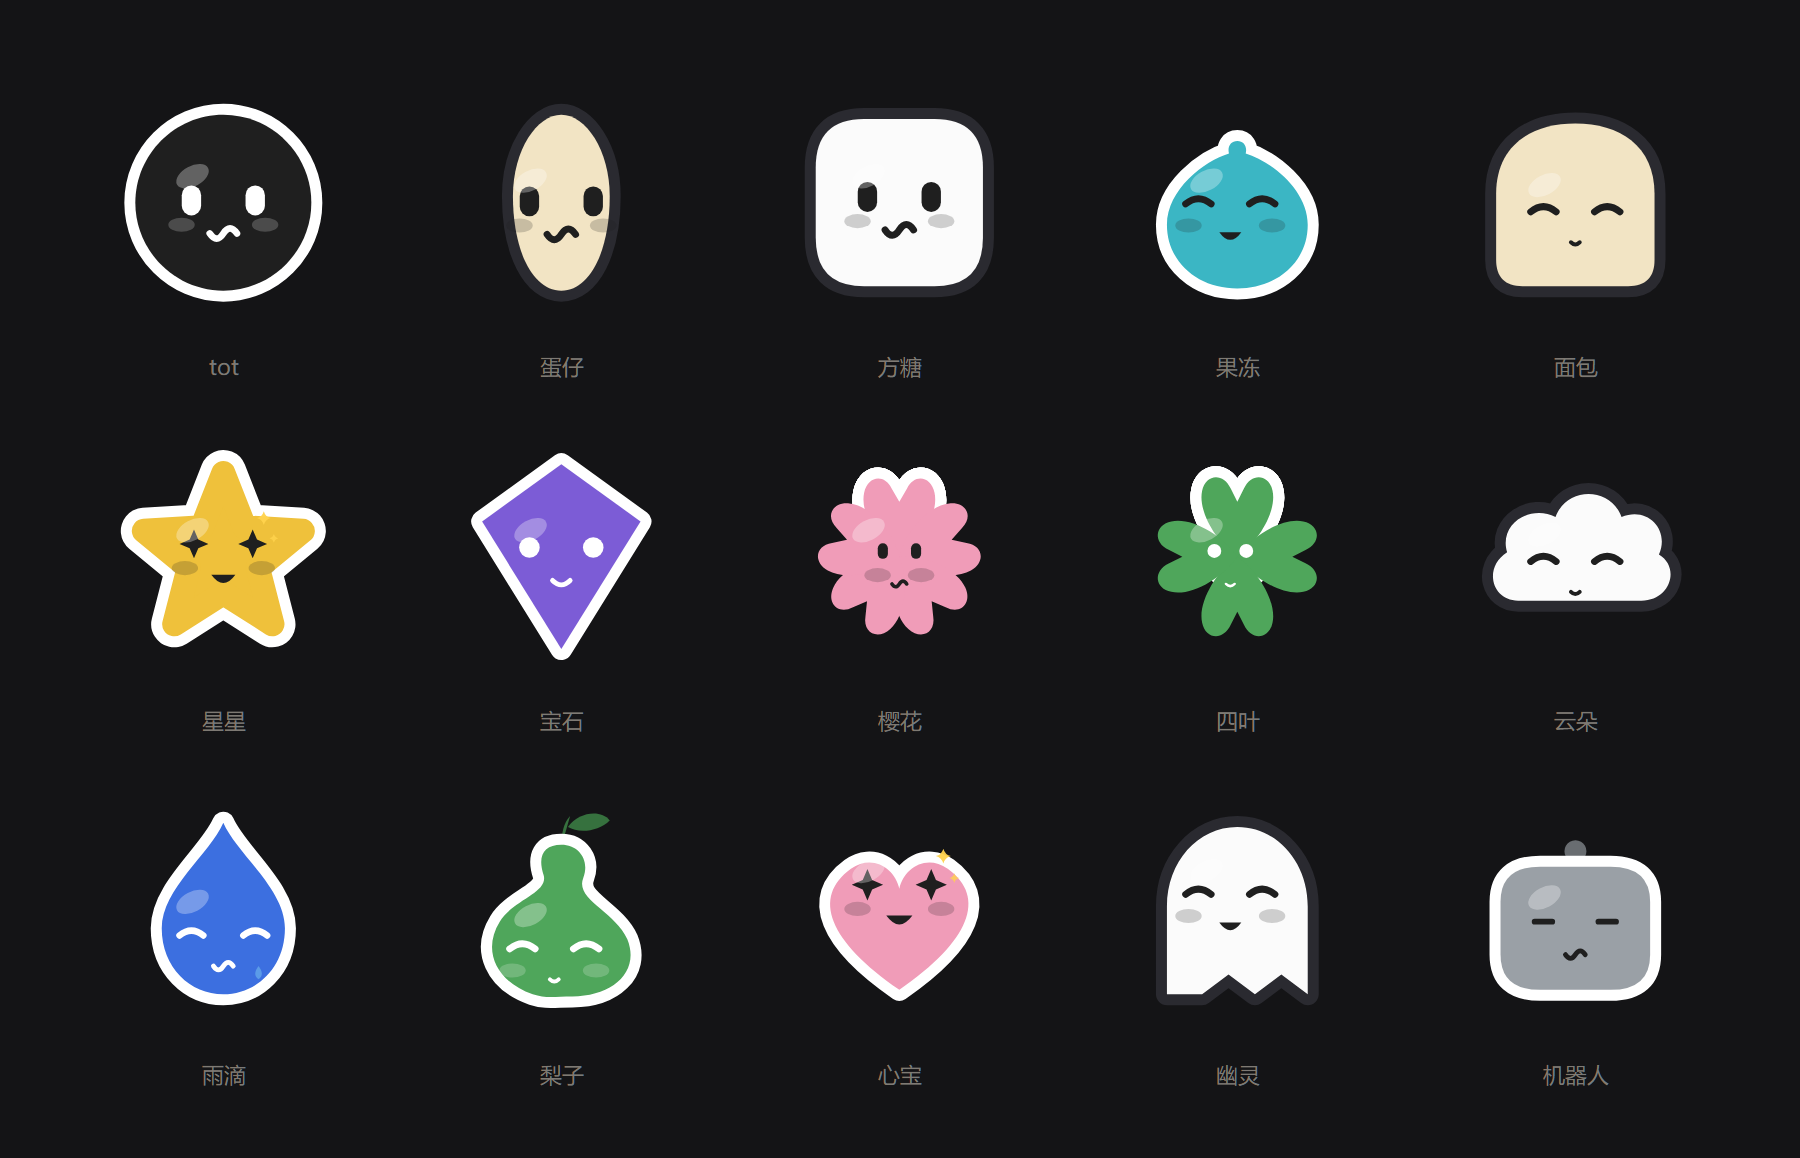 tot
蛋仔
方糖
果冻
面包
星星
宝石
樱花
四叶
云朵
雨滴
梨子
心宝
幽灵
机器人